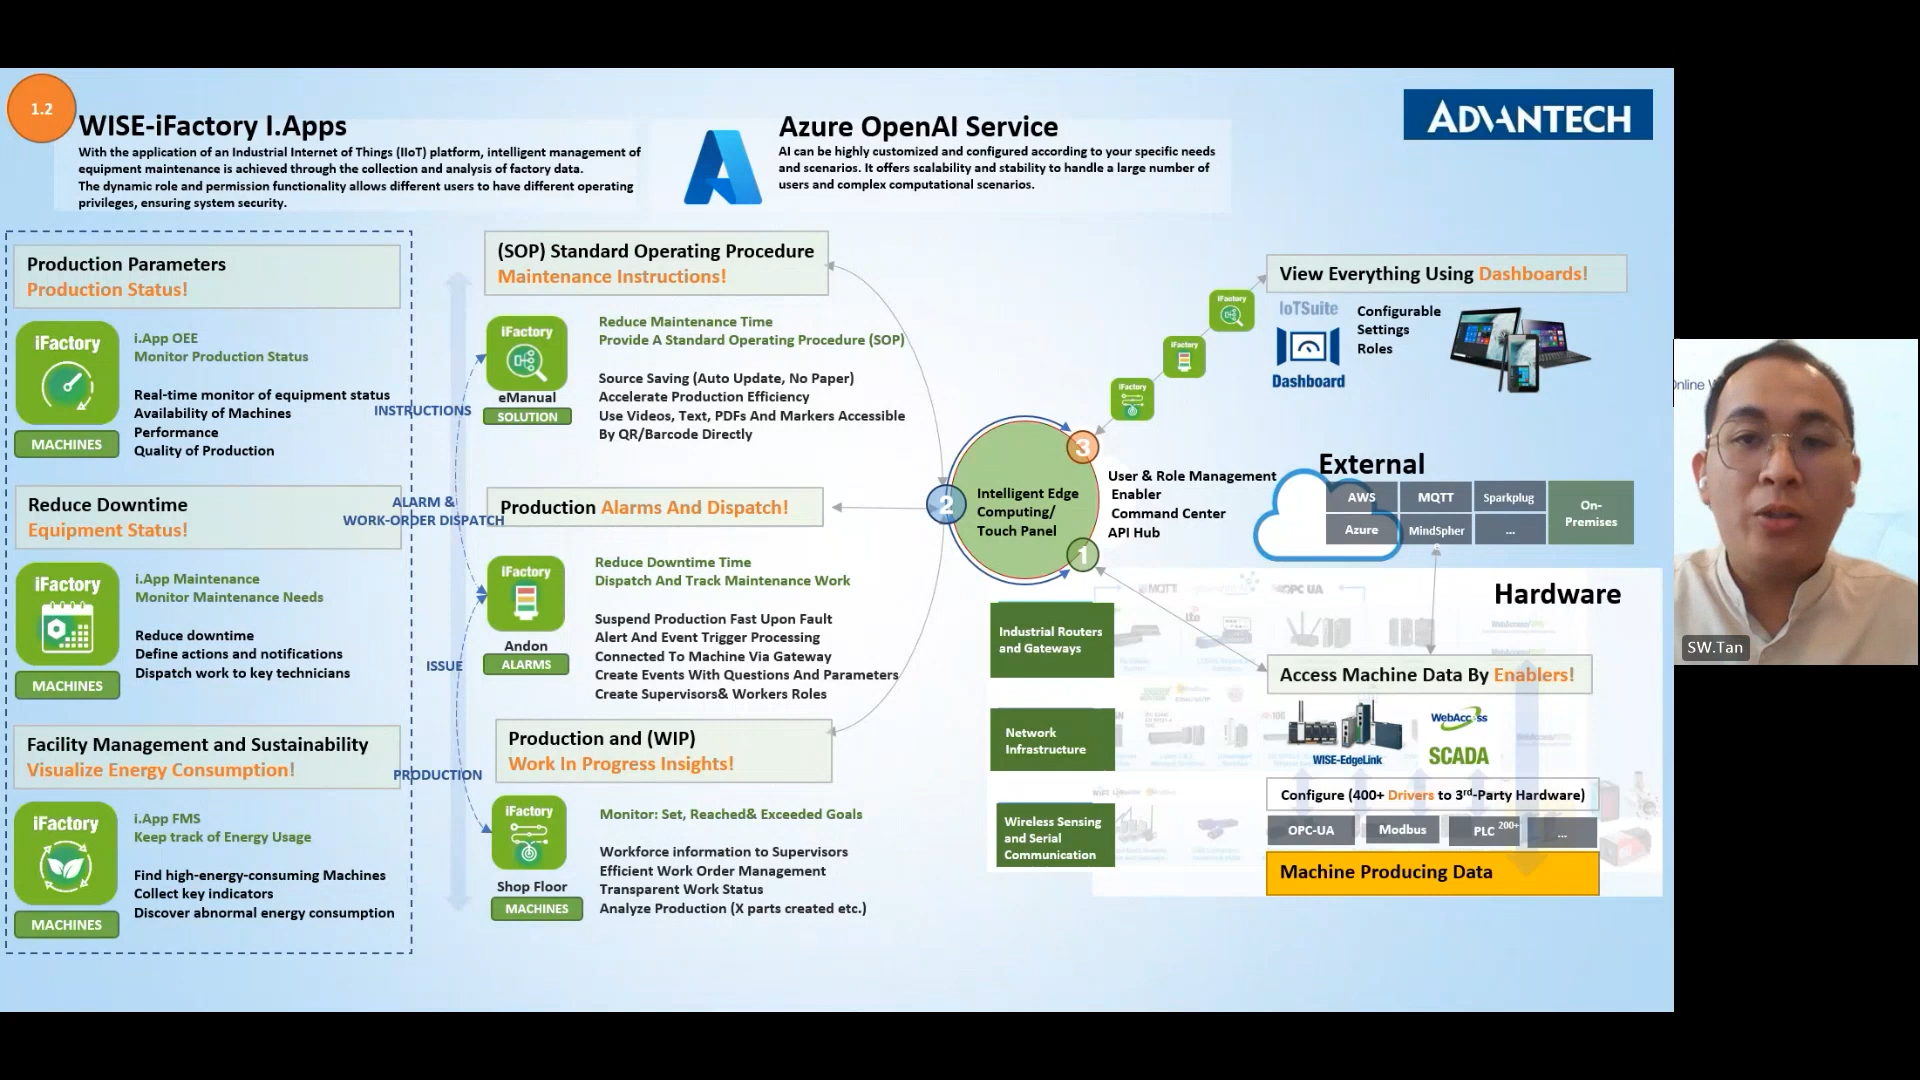 1.2
WISE-iFactory I.Apps
With the application of an Industrial Internet of Things (IIoT) platform, intelligent management of
equipment maintenance is achieved through the collection and analysis of factory data.
The dynamic role and permission functionality allows different users to have different operating
privileges, ensuring system security.
Azure OpenAI Service
AI can be highly customized and configured according to your specific needs
and scenarios. It offers scalability and stability to handle a large number of
users and complex computational scenarios.
ADVANTECH
Production Parameters
Production Status!
iFactory
MACHINES
i.App OEE
Monitor Production Status
Real-time monitor of equipment status
Availability of Machines
Performance
Quality of Production
Reduce Downtime
Equipment Status!
iFactory
MACHINES
i.App Maintenance
Monitor Maintenance Needs
Reduce downtime
Define actions and notifications
Dispatch work to key technicians
Facility Management and Sustainability
Visualize Energy Consumption!
iFactory
MACHINES
i.App FMS
Keep track of Energy Usage
Find high-energy-consuming Machines
Collect key indicators
Discover abnormal energy consumption
INSTRUCTIONS
ALARM &
WORK-ORDER DISPATCH
ISSUE
PRODUCTION
(SOP) Standard Operating Procedure
Maintenance Instructions!
iFactory
eManual
SOLUTION
Reduce Maintenance Time
Provide A Standard Operating Procedure (SOP)
Source Saving (Auto Update, No Paper)
Accelerate Production Efficiency
Use Videos, Text, PDFs And Markers Accessible
By QR/Barcode Directly
Production Alarms And Dispatch!
iFactory
Andon
ALARMS
Reduce Downtime Time
Dispatch And Track Maintenance Work
Suspend Production Fast Upon Fault
Alert And Event Trigger Processing
Connected To Machine Via Gateway
Create Events With Questions And Parameters
Create Supervisors& Workers Roles
Production and (WIP)
Work In Progress Insights!
iFactory
Shop Floor
MACHINES
Monitor: Set, Reached& Exceeded Goals
Workforce information to Supervisors
Efficient Work Order Management
Transparent Work Status
Analyze Production (X parts created etc.)
2
3
1
Intelligent Edge
Computing/
Touch Panel
User & Role Management
Enabler
Command Center
API Hub
iFactory
iFactory
iFactory
View Everything Using Dashboards!
IoTSuite
Dashboard
Configurable
Settings
Roles
External
AWS
MQTT
Sparkplug
Azure
MindSpher
e
...
On-
Premises
Hardware
MQTT
OPC UA
lte
Industrial Routers
and Gateways
Network
Infrastructure
Wireless Sensing
and Serial
Communication
Access Machine Data By Enablers!
WISE-EdgeLink
WebAccess
SCADA
Configure (400+ Drivers to 3rd-Party Hardware)
OPC-UA
Modbus
PLC 200+
...
Machine Producing Data
SW.Tan